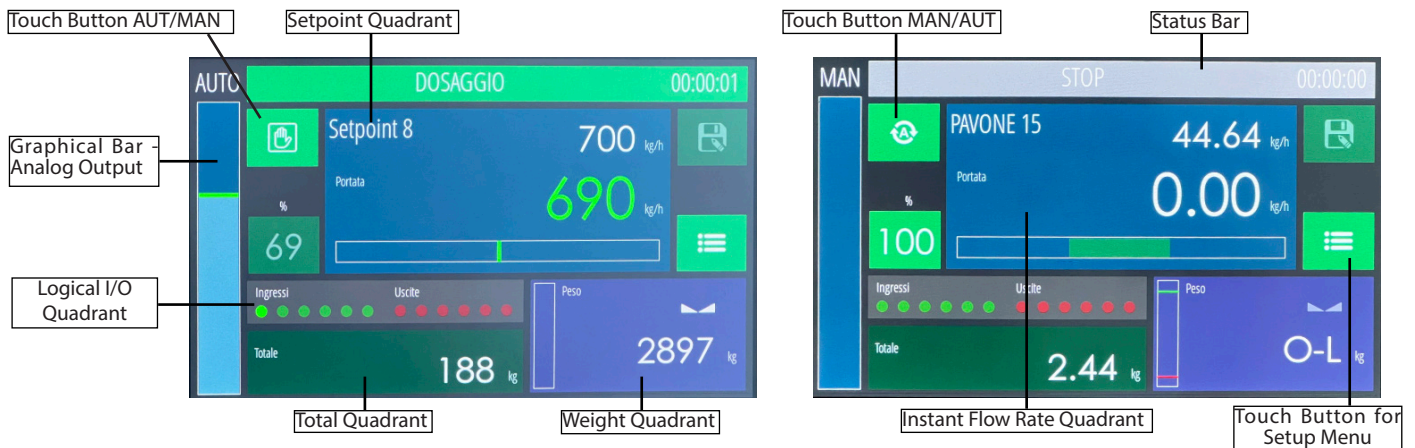 Touch Button AUT/MAN
Setpoint Quadrant
Touch Button MAN/AUT
Status Bar
AUTO
DOSAGGIO
00:00:01
Setpoint 8
700 kg/h
Portata
690 kg/h
%
69
Ingressi
Uscite
Peso
Totale
188 kg
2897 kg
Graphical Bar -
Analog Output
Logical I/O
Quadrant
Total Quadrant
Weight Quadrant
MAN
STOP
00:00:00
A
PAVONE 15
44.64 kg/h
Portata
0.00 kg/h
%
100
Ingressi
Uscite
Peso
Totale
2.44 kg
O-L kg
Instant Flow Rate Quadrant
Touch Button for
Setup Menu